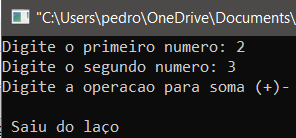 "C:\Users\pedro\OneDrive\Documents\
Digite o primeiro numero: 2
Digite o segundo numero: 3
Digite a operacao para soma (+)-
Saiu do laço